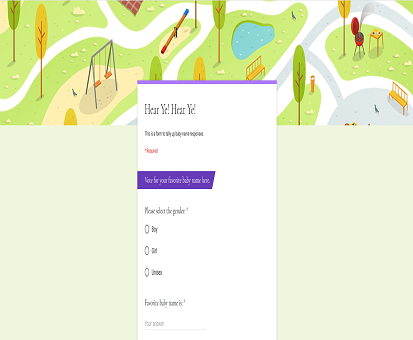 Hear Ye! Hear Ye!
This is a form to tally up baby name responses.
*Required
Vote for your favorite baby name here.
Please select the gender: *
Boy
Girl
Unisex
Favorite baby name is: *
Your answer